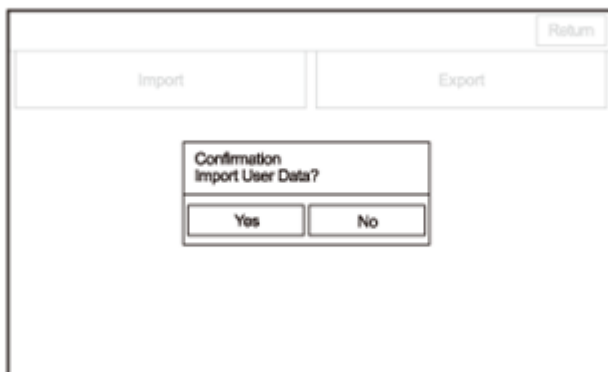 Return
Import Export
Confirmation
Import User Data?
Yes No